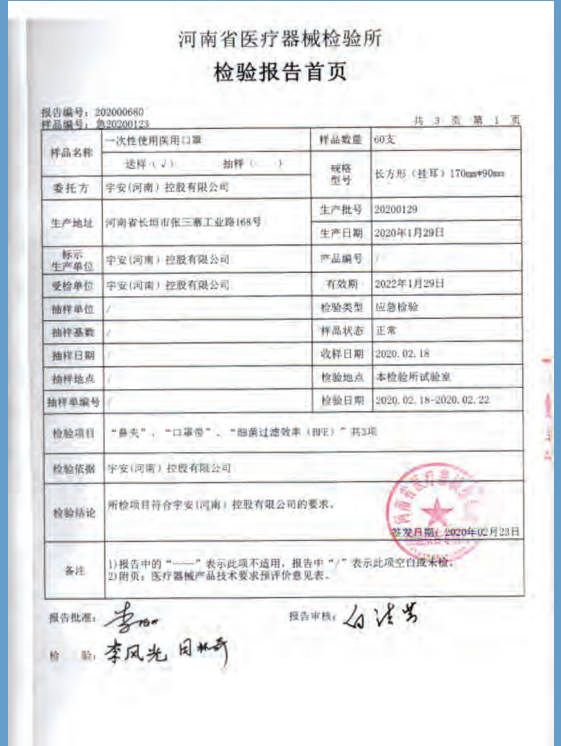 河南省医疗器械检验所
检验报告首页
报告编号：202000680
样品编号：急20200123
共 3 页 第 1 页
样品名称 一次性使用医用口罩 样品数量 60支
送样（√） 抽样（ ） 规格型号 长方形（挂耳）170mm*90mm
委托方 宇安(河南）控股有限公司
生产地址 河南省长垣市张三寨工业路168号 生产批号 20200129
生产日期 2020年1月29日
标示生产单位 宇安(河南）控股有限公司 产品编号 /
受检单位 宇安(河南）控股有限公司 有效期 2022年1月29日
抽样单位 / 检验类型 应急检验
抽样基数 / 样品状态 正常
抽样日期 / 收样日期 2020.02.18
抽样地点 / 检验地点 本检验所试验室
抽样单编号 / 检验日期 2020.02.18-2020.02.22
检验项目 “鼻夹”、“口罩带”、“细菌过滤效率（BFE）”共3项
检验依据 宇安(河南）控股有限公司
检验结论 所检项目符合宇安(河南）控股有限公司的要求。
签发日期：2020年02月23日
备注 1)报告中的“——”表示此项不适用，报告中“/”表示此项空白或未检。
2)附页：医疗器械产品技术要求预评价意见表。
报告批准： 报告审核：
检 验：李风光